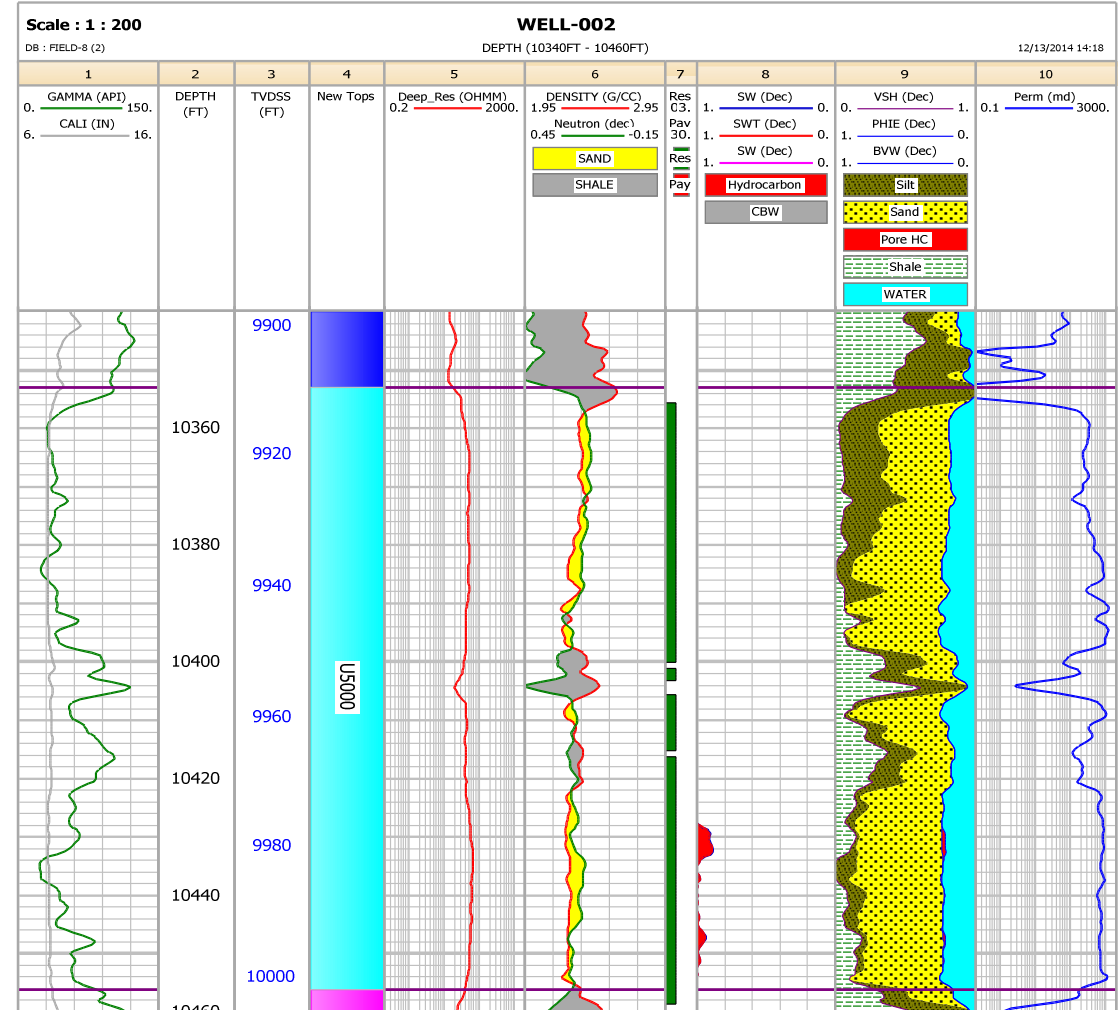 Scale : 1 : 200
WELL-002
DB : FIELD-8 (2)
DEPTH (10340FT - 10460FT)
12/13/2014 14:18
1 2 3 4 5 6 7 8 9 10
GAMMA (API)
0. 150.
CALI (IN)
6. 16.
DEPTH
(FT)
TVDSS
(FT)
New Tops
Deep_Res (OHMM)
0.2 2000.
DENSITY (G/CC)
1.95 2.95
Neutron (dec)
0.45 -0.15
SAND
SHALE
Res
03.
Pay
30.
Res
Pay
SW (Dec)
1. 0.
SWT (Dec)
1. 0.
SW (Dec)
1. 0.
Hydrocarbon
CBW
VSH (Dec)
0. 1.
PHIE (Dec)
1. 0.
BVW (Dec)
1. 0.
Silt
Sand
Pore HC
Shale
WATER
Perm (md)
0.1 3000.
9900
10360
9920
10380
9940
10400
U5000
9960
10420
9980
10440
10000
10460